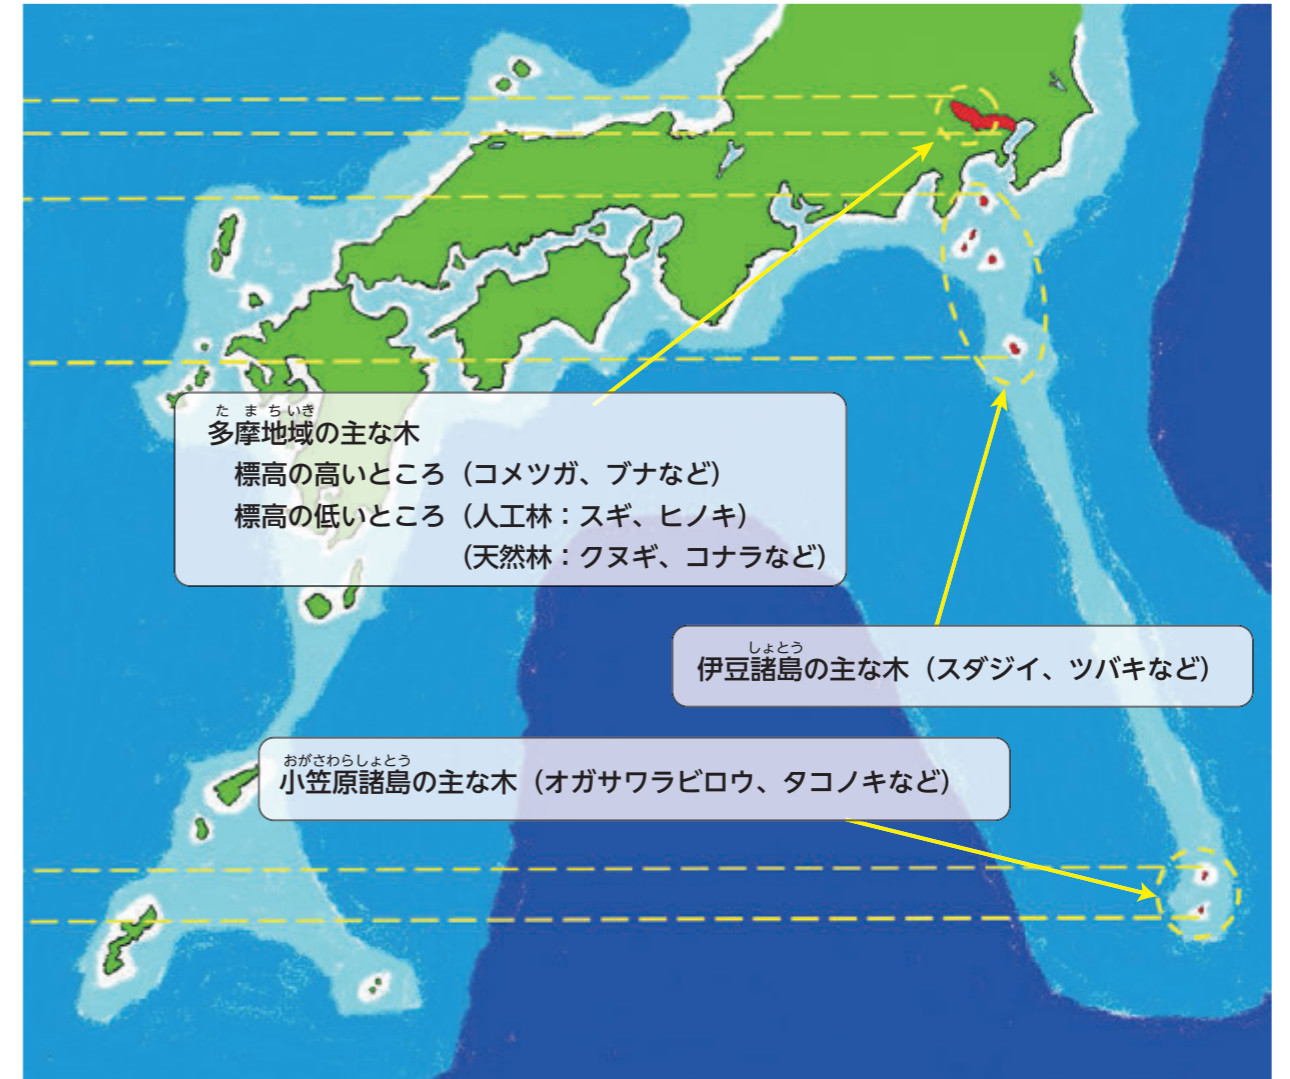 たまちいき
多摩地域の主な木
標高の高いところ（コメツガ、ブナなど）
標高の低いところ（人工林：スギ、ヒノキ）
（天然林：クヌギ、コナラなど）
しょとう
伊豆諸島の主な木（スダジイ、ツバキなど）
おがさわらしょとう
小笠原諸島の主な木（オガサワラビロウ、タコノキなど）